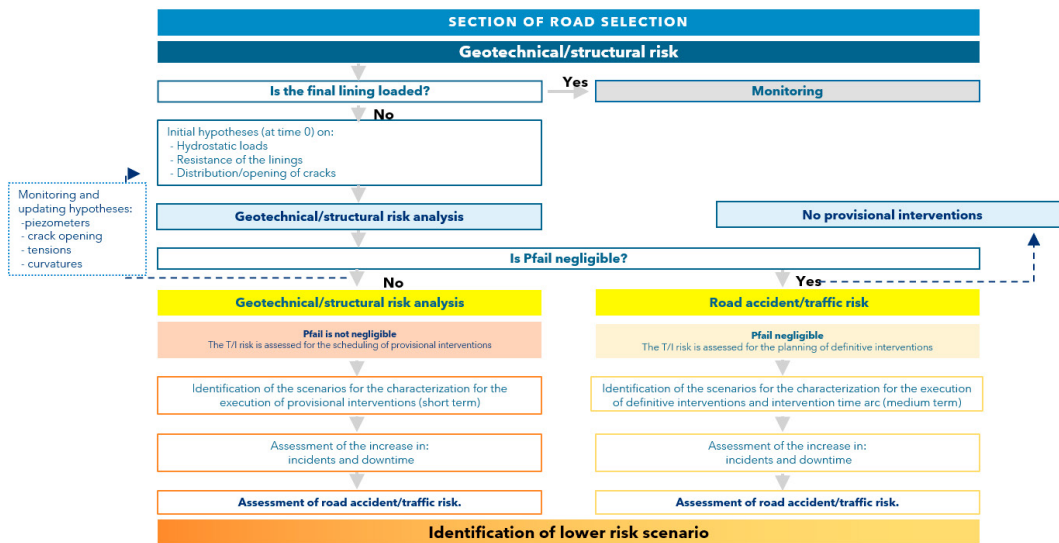 SECTION OF ROAD SELECTION
Geotechnical/structural risk
Is the final lining loaded?
Yes
Monitoring
No
Initial hypotheses (at time 0) on:
- Hydrostatic loads
- Resistance of the linings
- Distribution/opening of cracks
Monitoring and
updating hypotheses:
-piezometers
- crack opening
- tensions
- curvatures
Geotechnical/structural risk analysis
No provisional interventions
Is Pfail negligible?
No
Yes
Geotechnical/structural risk analysis
Road accident/traffic risk
Pfail is not negligible
The T/I risk is assessed for the scheduling of provisional interventions
Pfail negligible
The T/I risk is assessed for the planning of definitive interventions
Identification of the scenarios for the characterization for the
execution of provisional interventions (short term)
Identification of the scenarios for the characterization for the execution
of definitive interventions and intervention time arc (medium term)
Assessment of the increase in:
incidents and downtime
Assessment of the increase in:
incidents and downtime
Assessment of road accident/traffic risk.
Assessment of road accident/traffic risk.
Identification of lower risk scenario